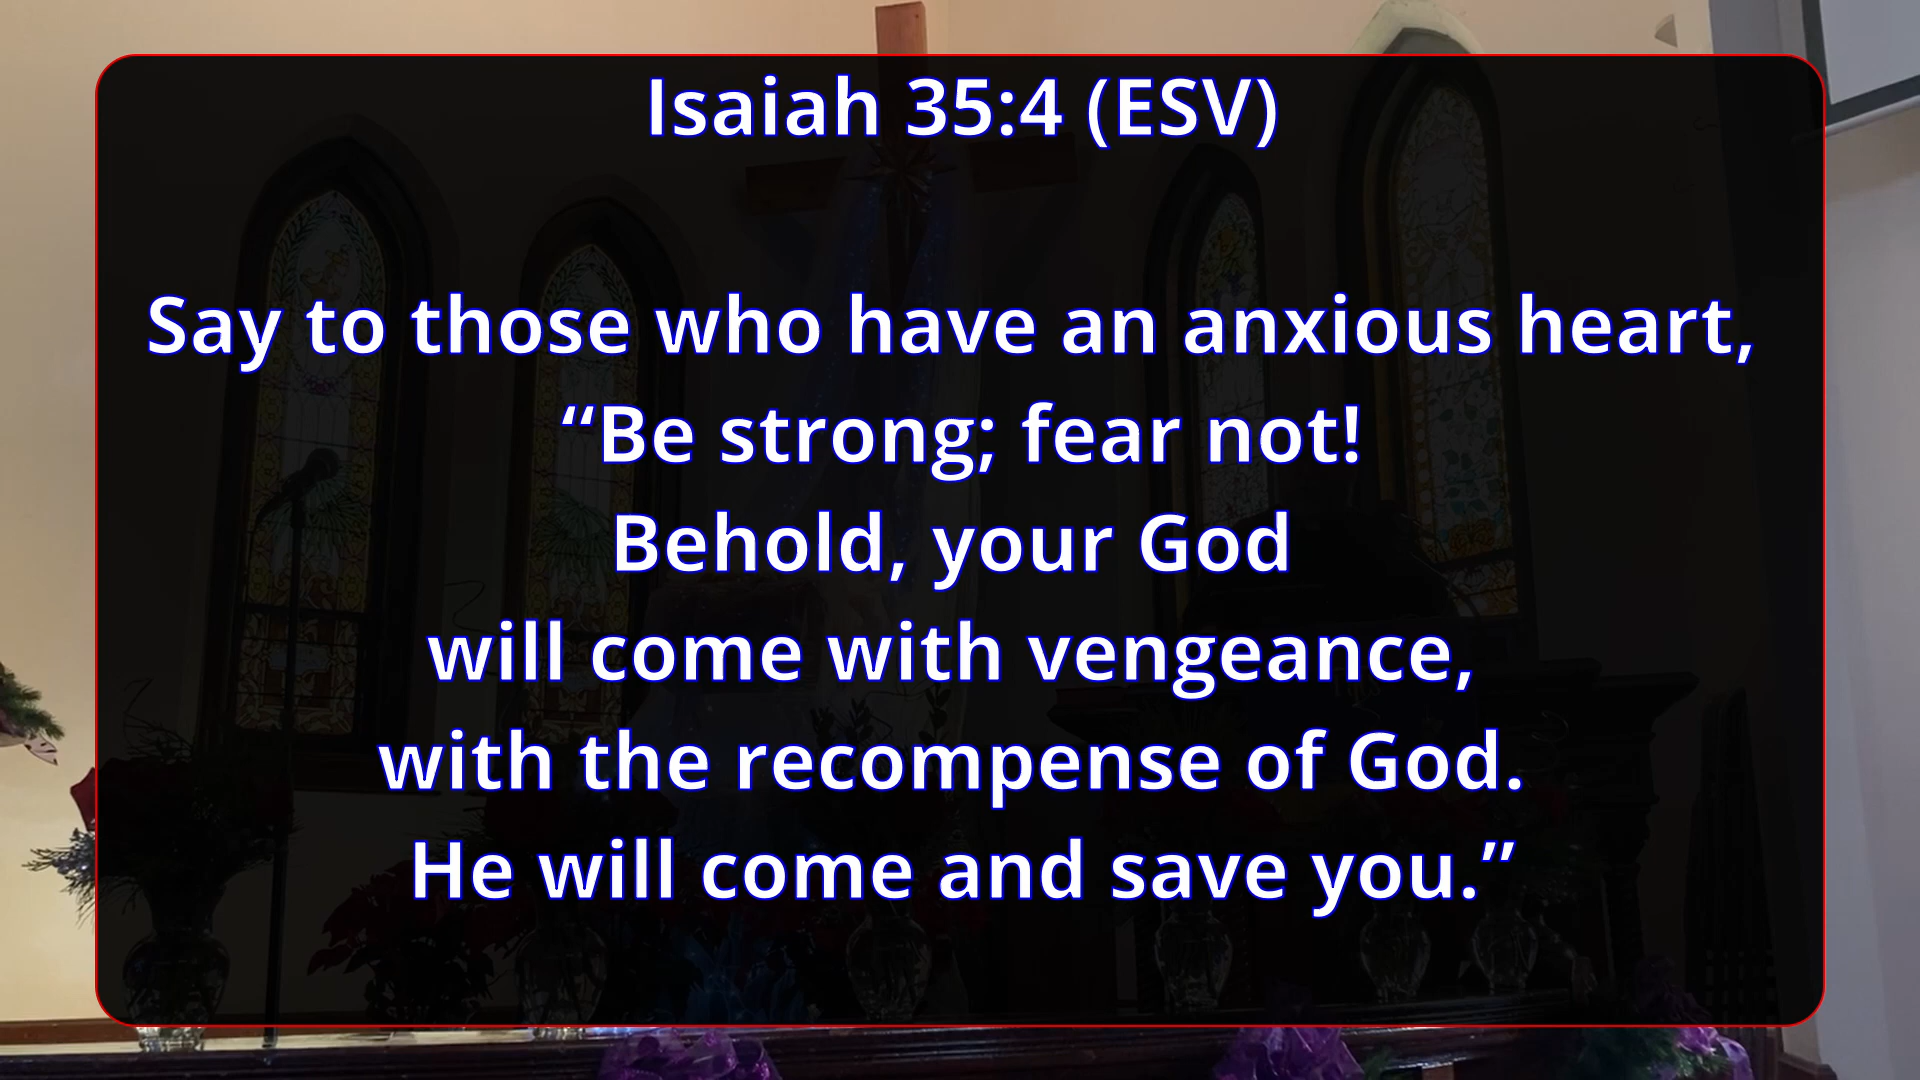 Isaiah 35:4 (ESV)
Say to those who have an anxious heart,
“Be strong; fear not!
Behold, your God
will come with vengeance,
with the recompense of God.
He will come and save you.”